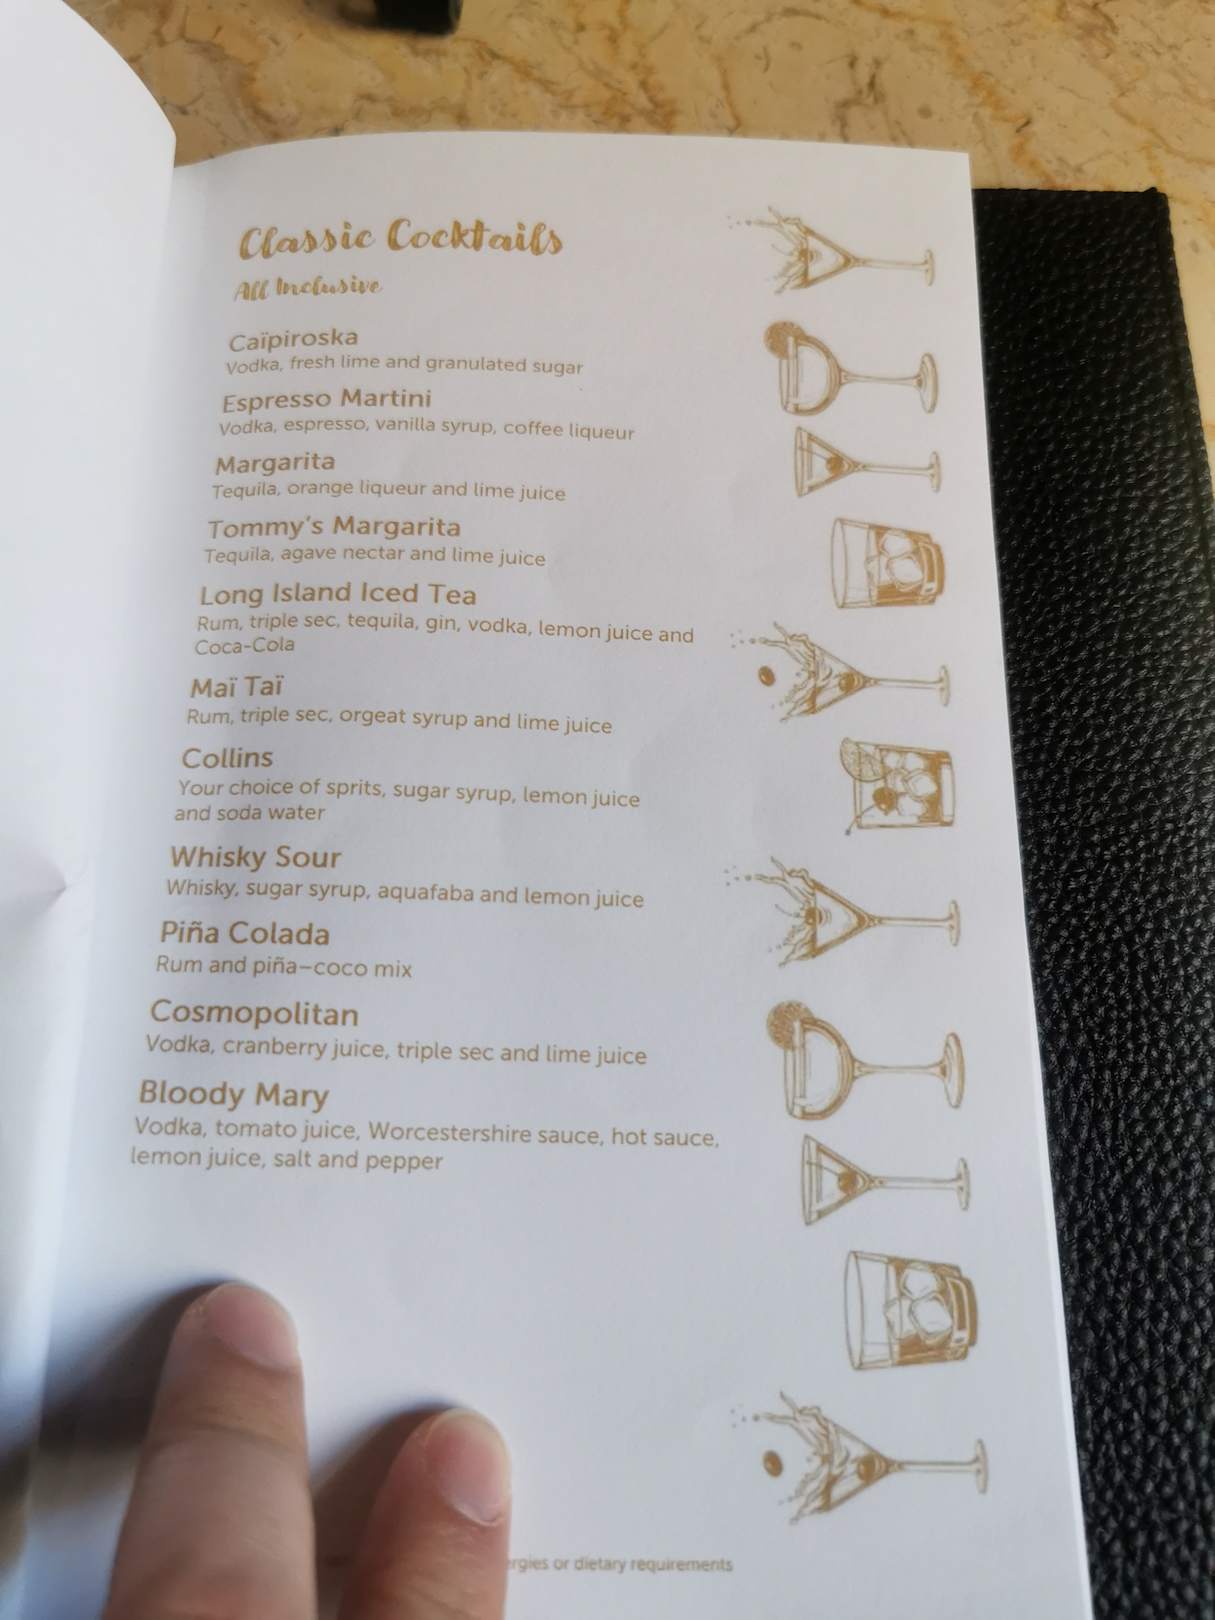 Classic Cocktails
All Inclusive
Caïpiroska
Vodka, fresh lime and granulated sugar
Espresso Martini
Vodka, espresso, vanilla syrup, coffee liqueur
Margarita
Tequila, orange liqueur and lime juice
Tommy's Margarita
Tequila, agave nectar and lime juice
Long Island Iced Tea
Rum, triple sec, tequila, gin, vodka, lemon juice and
Coca-Cola
Maï Taï
Rum, triple sec, orgeat syrup and lime juice
Collins
Your choice of sprits, sugar syrup, lemon juice
and soda water
Whisky Sour
Whisky, sugar syrup, aquafaba and lemon juice
Piña Colada
Rum and piña–coco mix
Cosmopolitan
Vodka, cranberry juice, triple sec and lime juice
Bloody Mary
Vodka, tomato juice, Worcestershire sauce, hot sauce,
lemon juice, salt and pepper
or dietary requirements